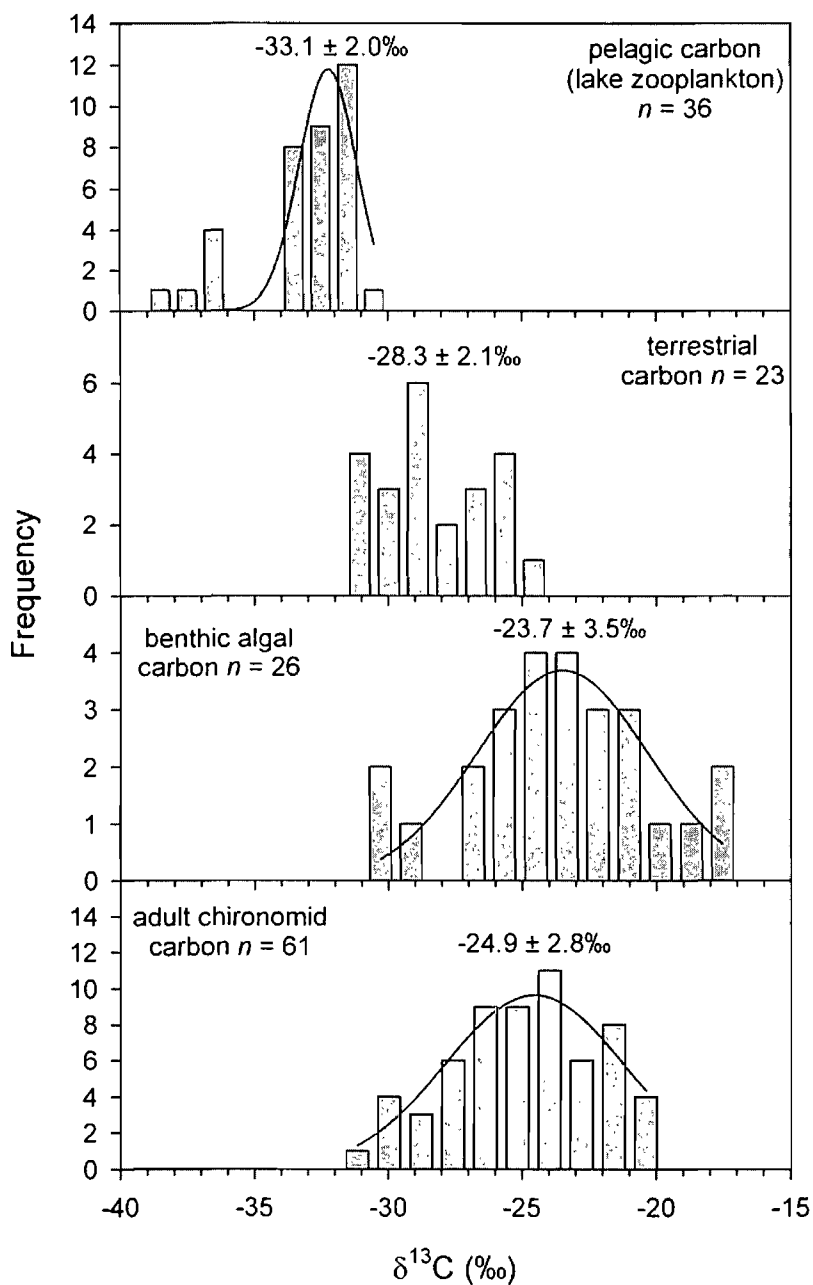 14
12
10
8
6
4
2
0
-33.1 ± 2.0‰
pelagic carbon
(lake zooplankton)
n = 36
6
4
2
0
-28.3 ± 2.1‰
terrestrial
carbon n = 23
Frequency
4
3
2
1
0
benthic algal
carbon n = 26
-23.7 ± 3.5‰
14
12
10
8
6
4
2
0
adult chironomid
carbon n = 61
-24.9 ± 2.8‰
-40 -35 -30 -25 -20 -15
δ¹³C (‰)